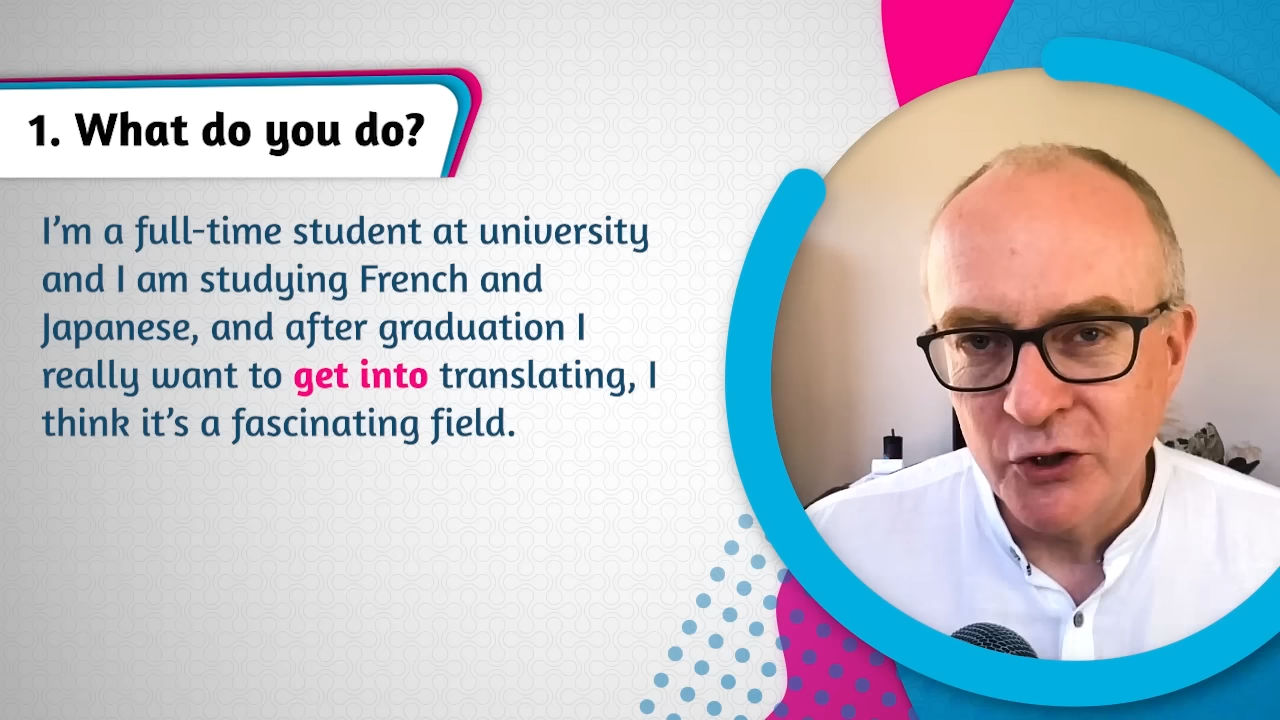 1. What do you do?
I’m a full-time student at university
and I am studying French and
Japanese, and after graduation I
really want to get into translating, I
think it’s a fascinating field.